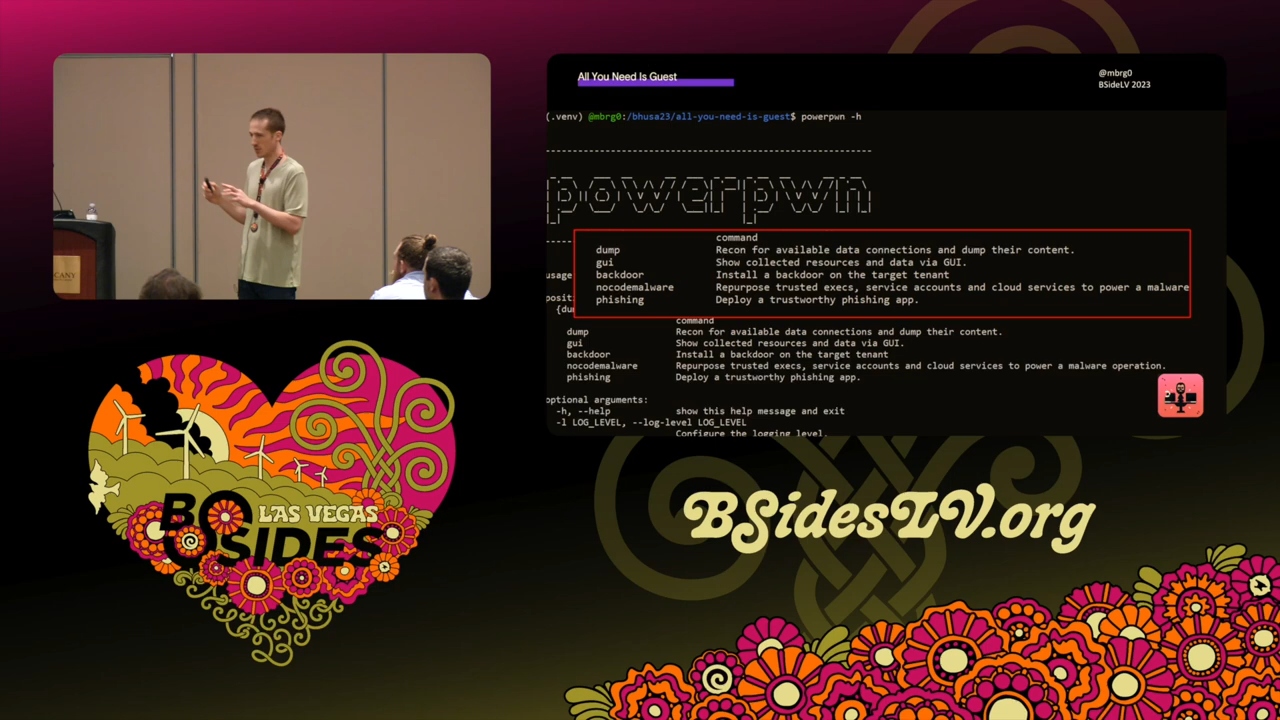 All You Need Is Guest
@mbrg0
BSideLV 2023
(.venv) @mbrg0:/bhusa23/all-you-need-is-guest$ powerpwn -h
powerpwn
command
dump Recon for available data connections and dump their content.
gui Show collected resources and data via GUI.
backdoor Install a backdoor on the target tenant
nocodemalware Repurpose trusted execs, service accounts and cloud services to power a malware
phishing Deploy a trustworthy phishing app.
usage
posit
{dum
command
dump Recon for available data connections and dump their content.
gui Show collected resources and data via GUI.
backdoor Install a backdoor on the target tenant
nocodemalware Repurpose trusted execs, service accounts and cloud services to power a malware operation.
phishing Deploy a trustworthy phishing app.
optional arguments:
-h, --help show this help message and exit
-l LOG_LEVEL, --log-level LOG_LEVEL
Configure the logging level.
LAS VEGAS
BSIDES
23
BSidesLV.org